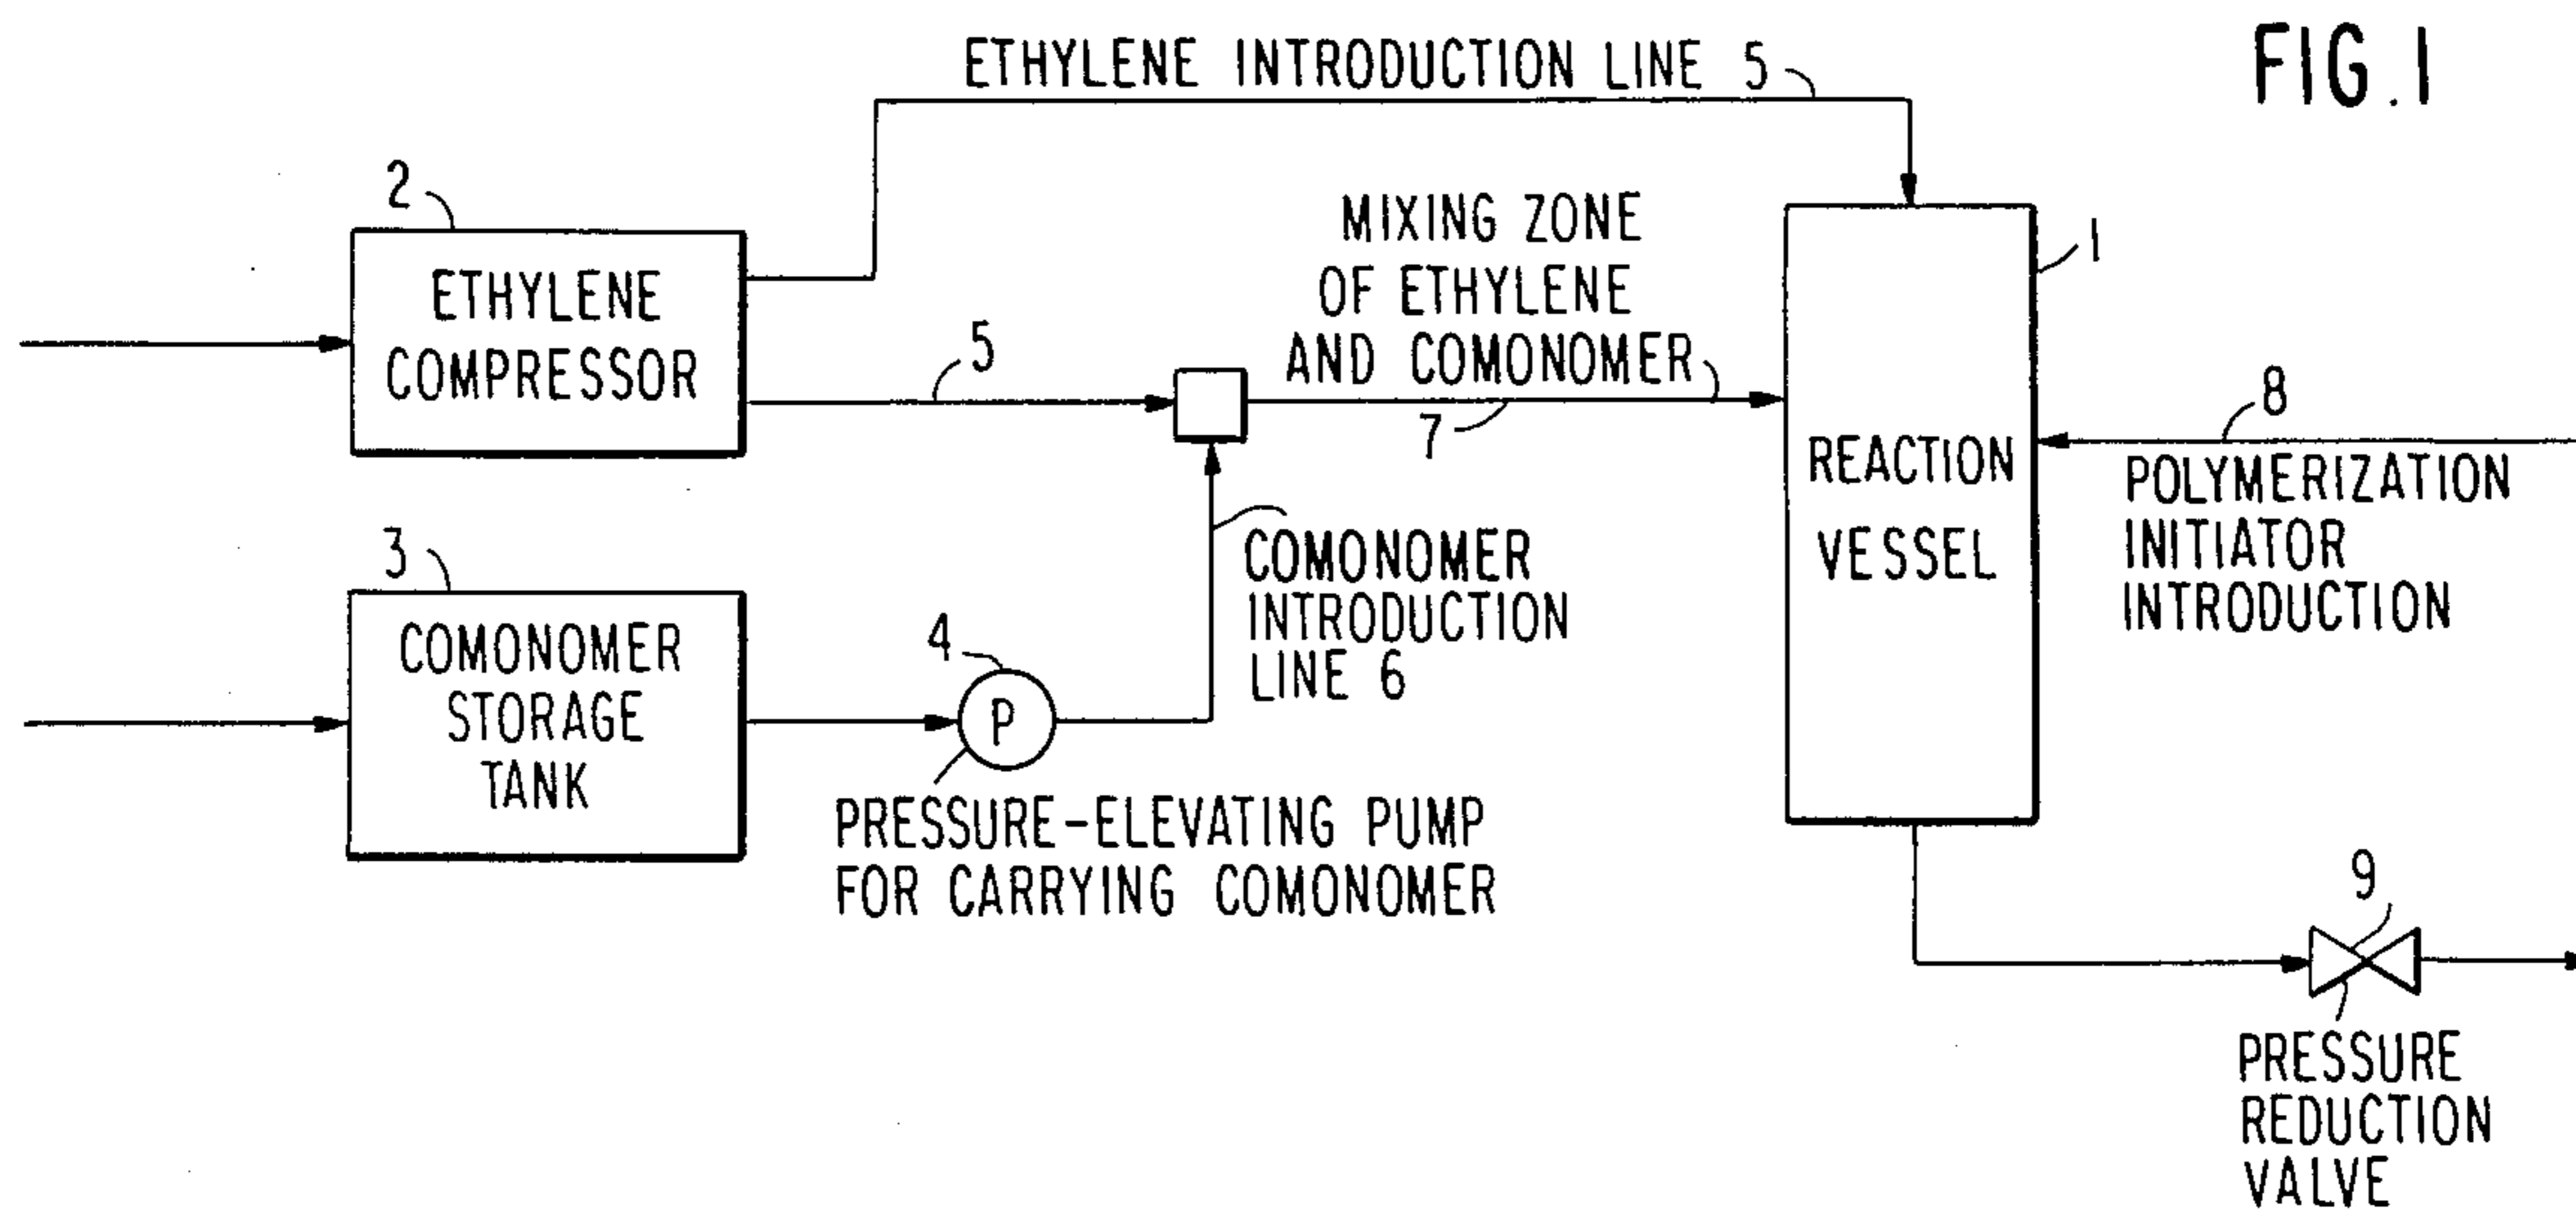 FIG.1
ETHYLENE INTRODUCTION LINE 5
2
ETHYLENE
COMPRESSOR
5
MIXING ZONE
OF ETHYLENE
AND COMONOMER
7
1
REACTION
VESSEL
8
POLYMERIZATION
INITIATOR
INTRODUCTION
3
COMONOMER
STORAGE
TANK
4
P
PRESSURE-ELEVATING PUMP
FOR CARRYING COMONOMER
COMONOMER
INTRODUCTION
LINE 6
9
PRESSURE
REDUCTION
VALVE